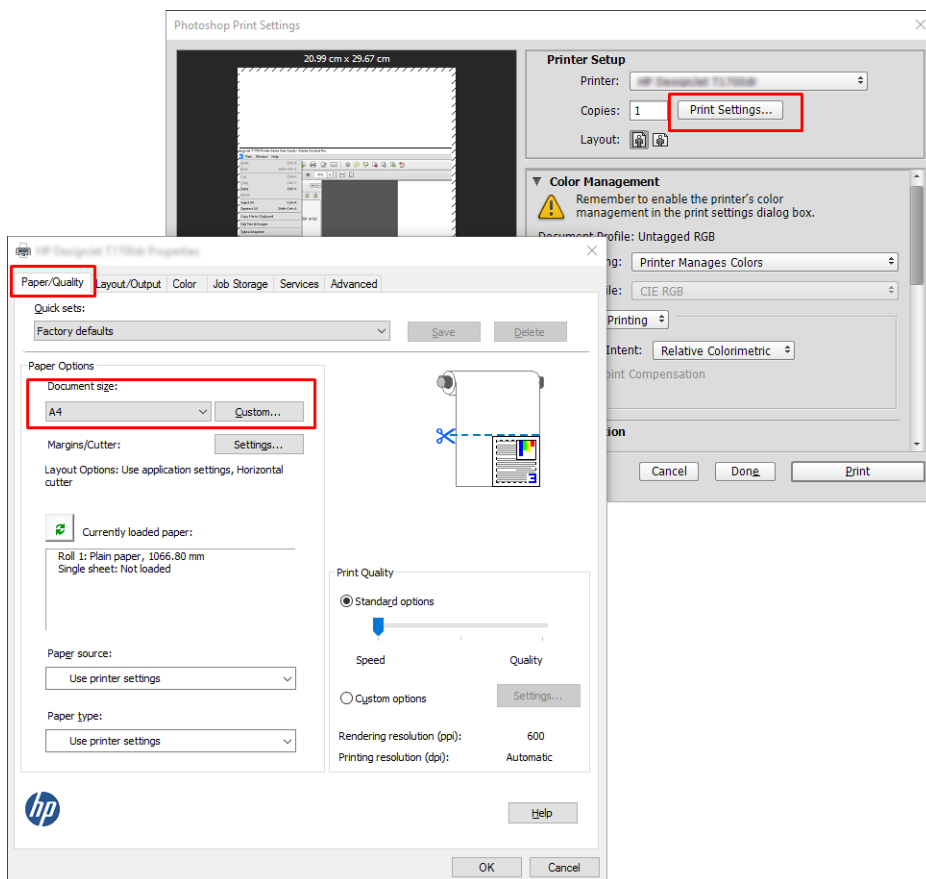 Photoshop Print Settings
20.99 cm x 29.67 cm
Printer Setup
Printer:
Copies: 1 Print Settings...
Layout:
Color Management
Remember to enable the printer's color
management in the print settings dialog box.
Profile: Untagged RGB
Printer Manages Colors
CIE RGB
Printing
Intent: Relative Colorimetric
Compensation
Cancel Done Print
HP DesignJet T1700dr Properties
Paper/Quality Layout/Output Color Job Storage Services Advanced
Quick sets:
Factory defaults Save Delete
Paper Options
Document size:
A4 Custom...
Margins/Cutter: Settings...
Layout Options: Use application settings, Horizontal
cutter
Currently loaded paper:
Roll 1: Plain paper, 1066.80 mm
Single sheet: Not loaded
Paper source:
Use printer settings
Paper type:
Use printer settings
Print Quality
Standard options
Speed Quality
Custom options Settings...
Rendering resolution (ppi): 600
Printing resolution (dpi): Automatic
hp
Help
OK Cancel